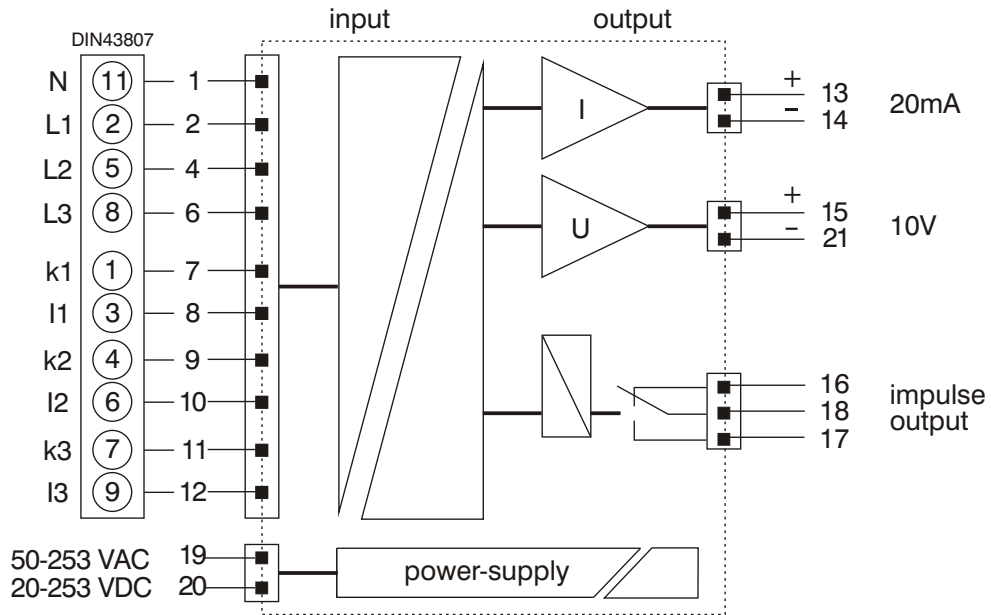 input output
DIN43807
N 11 1
L1 2 2
L2 5 4
L3 8 6
k1 1 7
l1 3 8
k2 4 9
l2 6 10
k3 7 11
l3 9 12
50-253 VAC 19
20-253 VDC 20
power-supply
I
+ 13
- 14
20mA
U
+ 15
- 21
10V
16
18
17
impulse
output